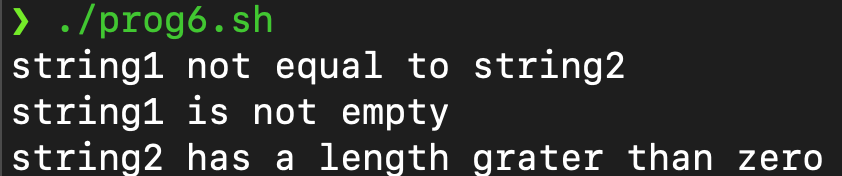 ❯ ./prog6.sh
string1 not equal to string2
string1 is not empty
string2 has a length grater than zero